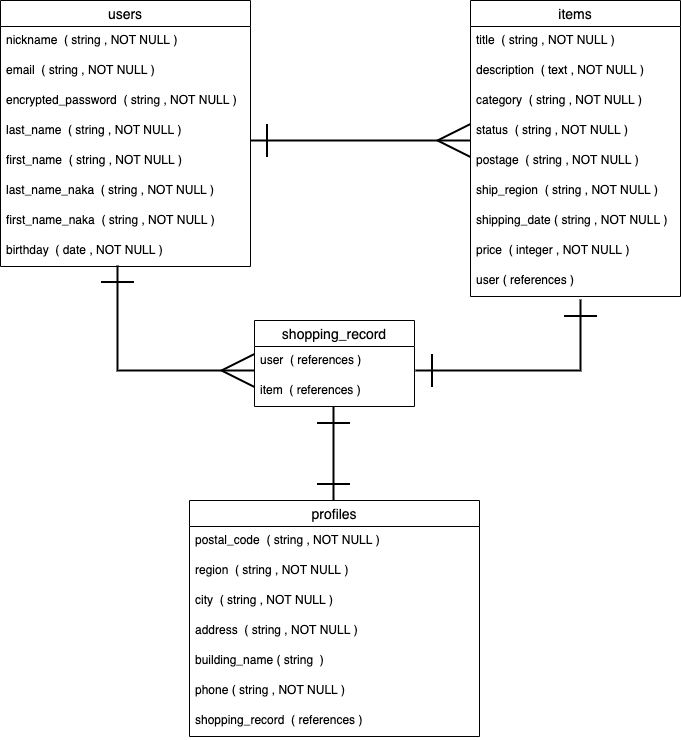 users
nickname ( string , NOT NULL )
email ( string , NOT NULL )
encrypted_password ( string , NOT NULL )
last_name ( string , NOT NULL )
first_name ( string , NOT NULL )
last_name_naka ( string , NOT NULL )
first_name_naka ( string , NOT NULL )
birthday ( date , NOT NULL )
items
title ( string , NOT NULL )
description ( text , NOT NULL )
category ( string , NOT NULL )
status ( string , NOT NULL )
postage ( string , NOT NULL )
ship_region ( string , NOT NULL )
shipping_date ( string , NOT NULL )
price ( integer , NOT NULL )
user ( references )
shopping_record
user ( references )
item ( references )
profiles
postal_code ( string , NOT NULL )
region ( string , NOT NULL )
city ( string , NOT NULL )
address ( string , NOT NULL )
building_name ( string )
phone ( string , NOT NULL )
shopping_record ( references )